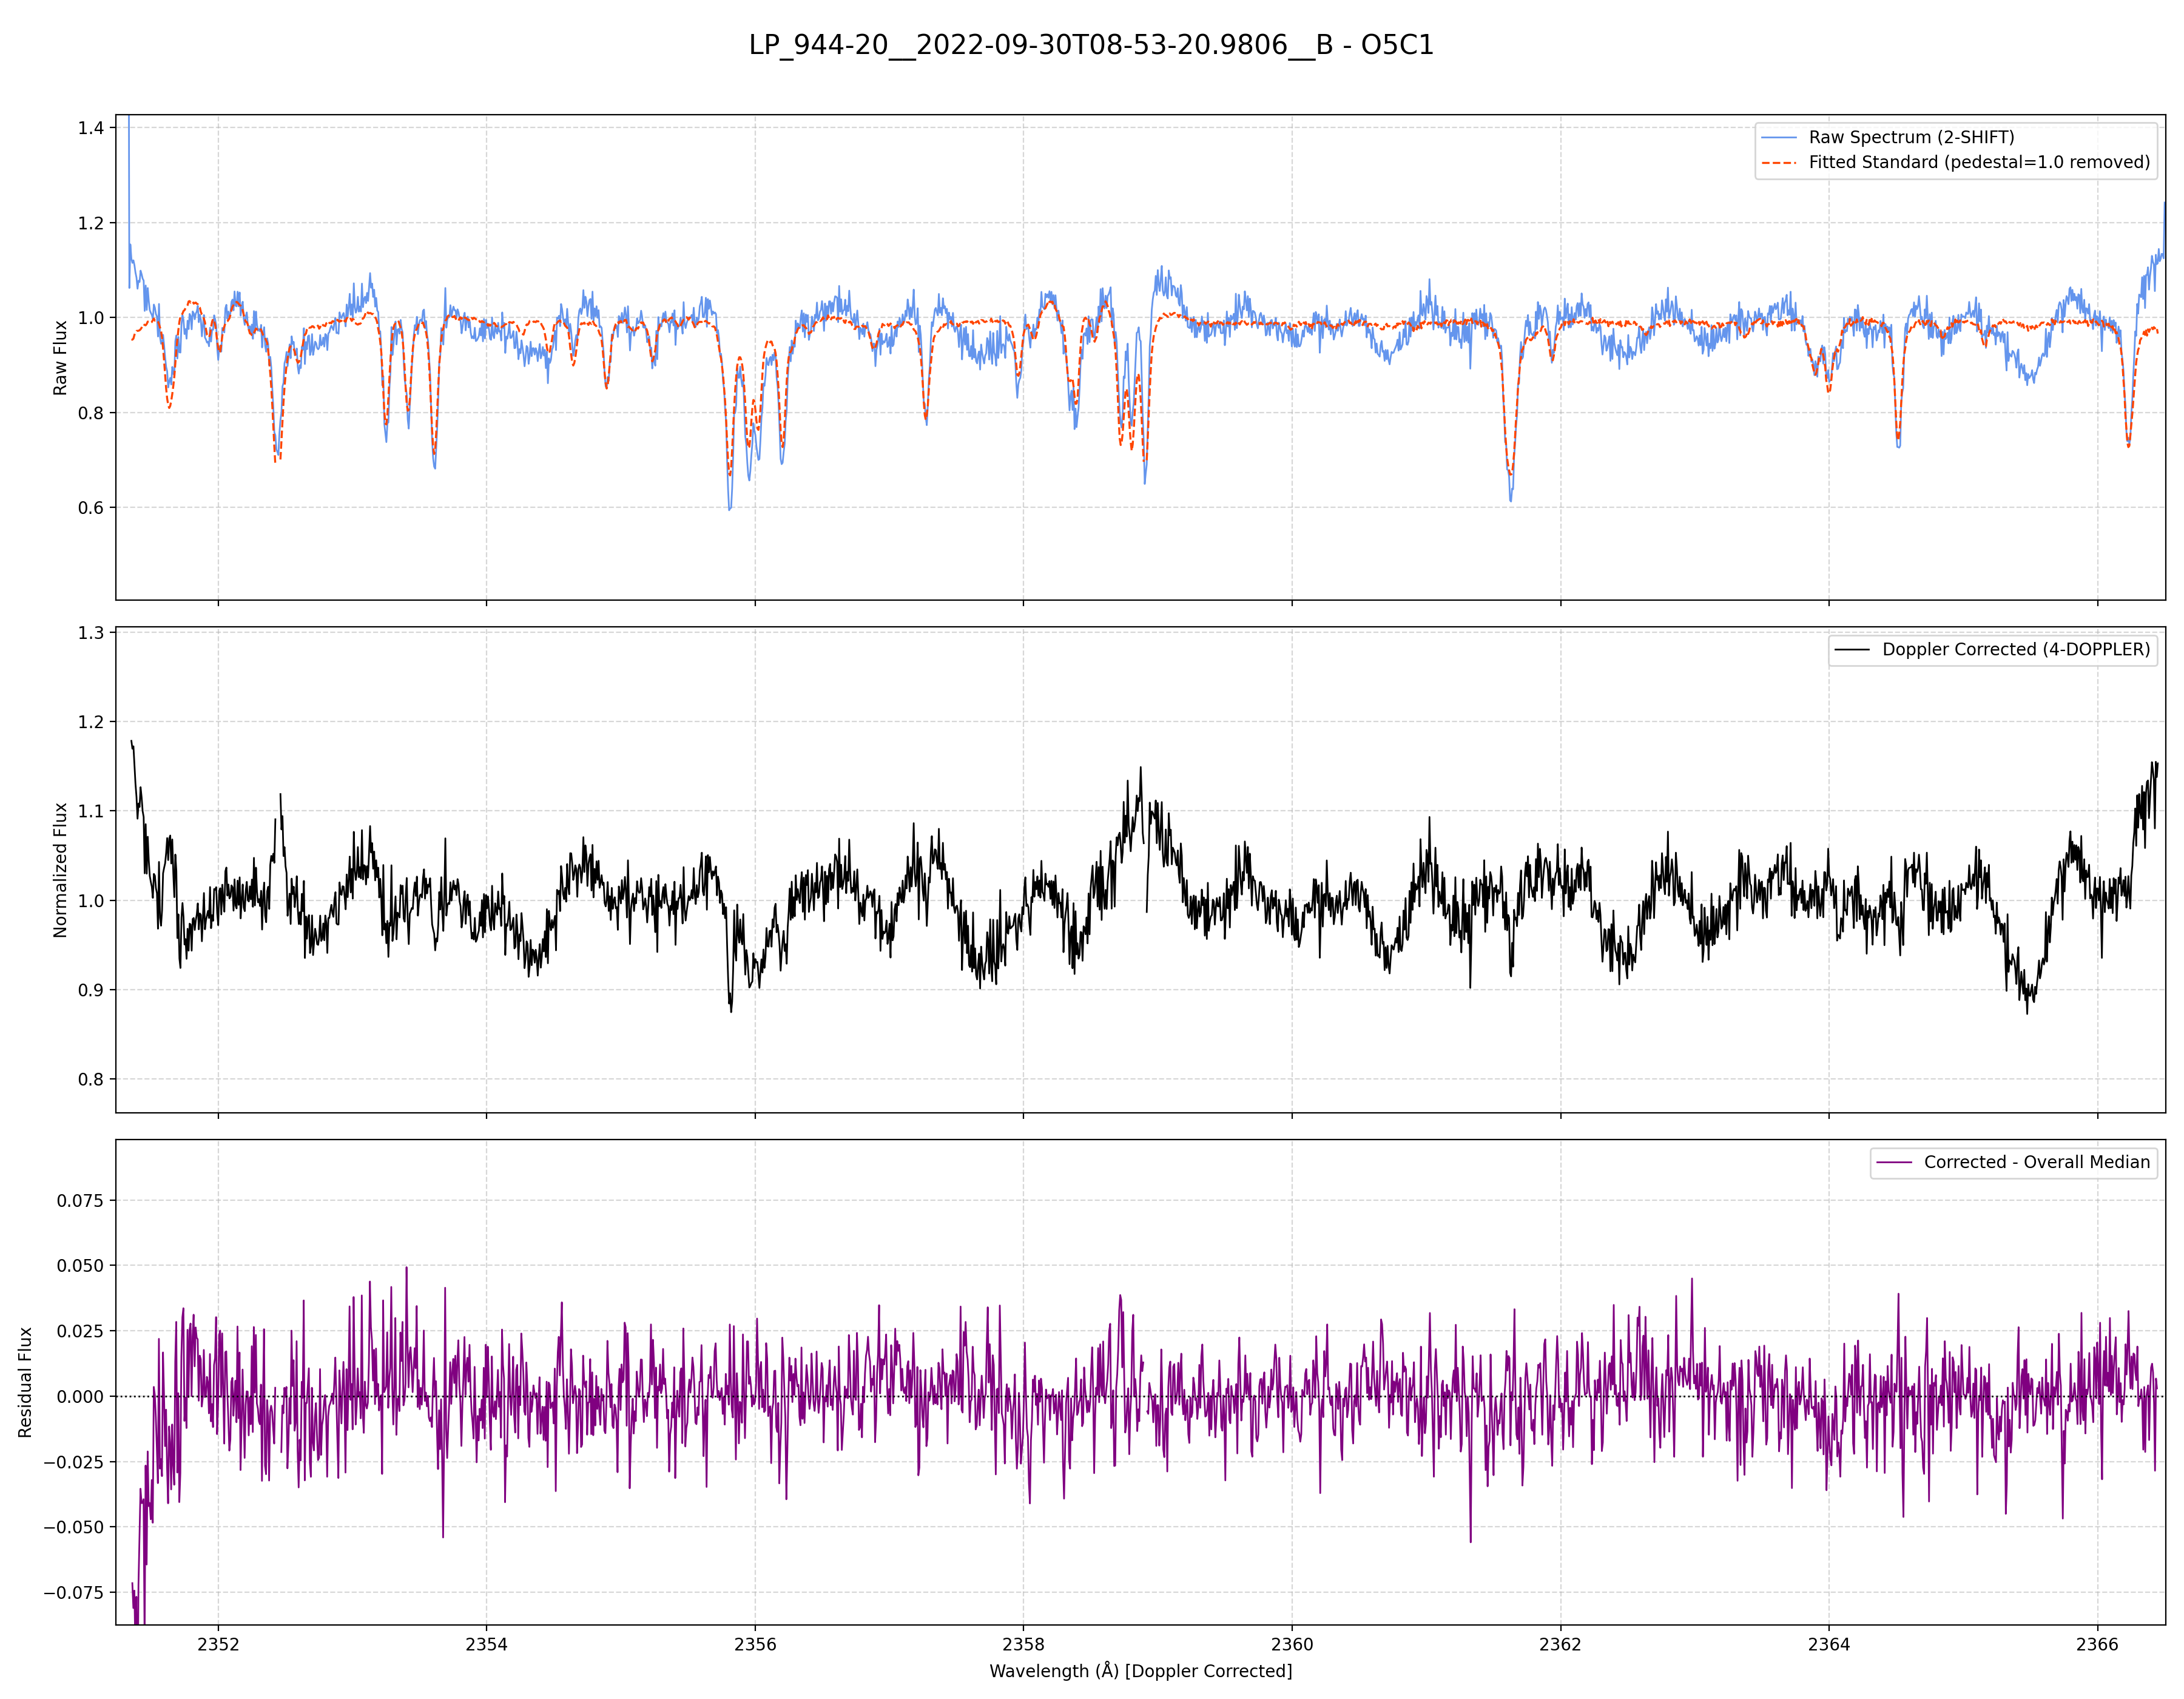 LP_944-20__2022-09-30T08-53-20.9806__B - O5C1
1.4
1.2
1.0
0.8
0.6
Raw Flux
Raw Spectrum (2-SHIFT)
Fitted Standard (pedestal=1.0 removed)
1.3
1.2
1.1
1.0
0.9
0.8
Normalized Flux
Doppler Corrected (4-DOPPLER)
0.075
0.050
0.025
0.000
−0.025
−0.050
−0.075
Residual Flux
Corrected - Overall Median
2352 2354 2356 2358 2360 2362 2364 2366
Wavelength (Å) [Doppler Corrected]